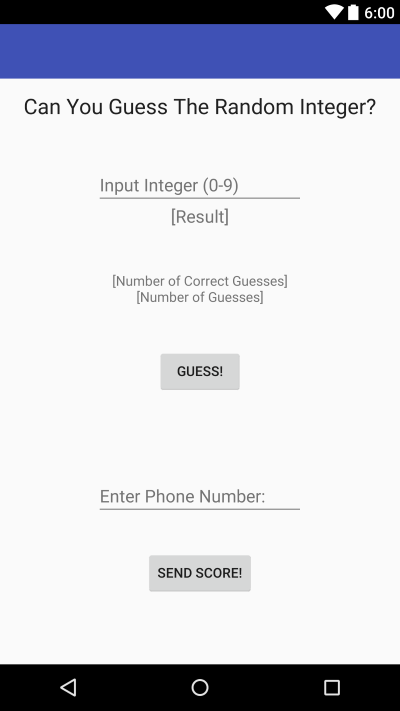 6:00
Can You Guess The Random Integer?
Input Integer (0-9)
[Result]
[Number of Correct Guesses]
[Number of Guesses]
GUESS!
Enter Phone Number:
SEND SCORE!